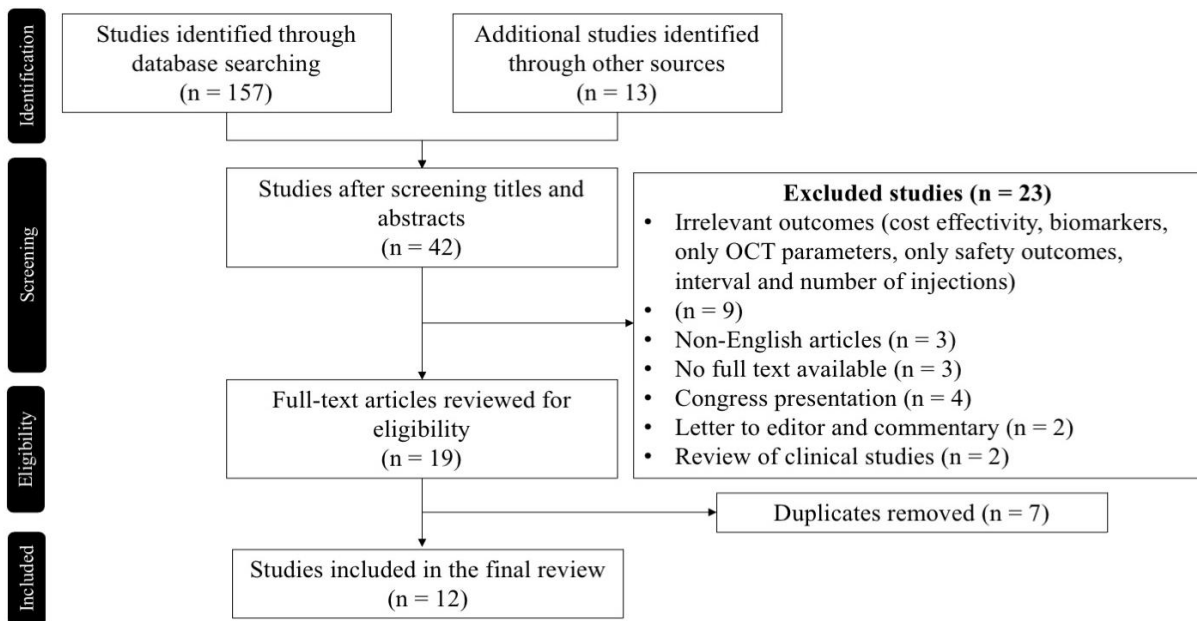 Identification
Studies identified through
database searching
(n = 157)
Additional studies identified
through other sources
(n = 13)
Screening
Studies after screening titles and
abstracts
(n = 42)
Excluded studies (n = 23)
• Irrelevant outcomes (cost effectivity, biomarkers,
only OCT parameters, only safety outcomes,
interval and number of injections)
• (n = 9)
• Non-English articles (n = 3)
• No full text available (n = 3)
• Congress presentation (n = 4)
• Letter to editor and commentary (n = 2)
• Review of clinical studies (n = 2)
Eligibility
Full-text articles reviewed for
eligibility
(n = 19)
Duplicates removed (n = 7)
Included
Studies included in the final review
(n = 12)